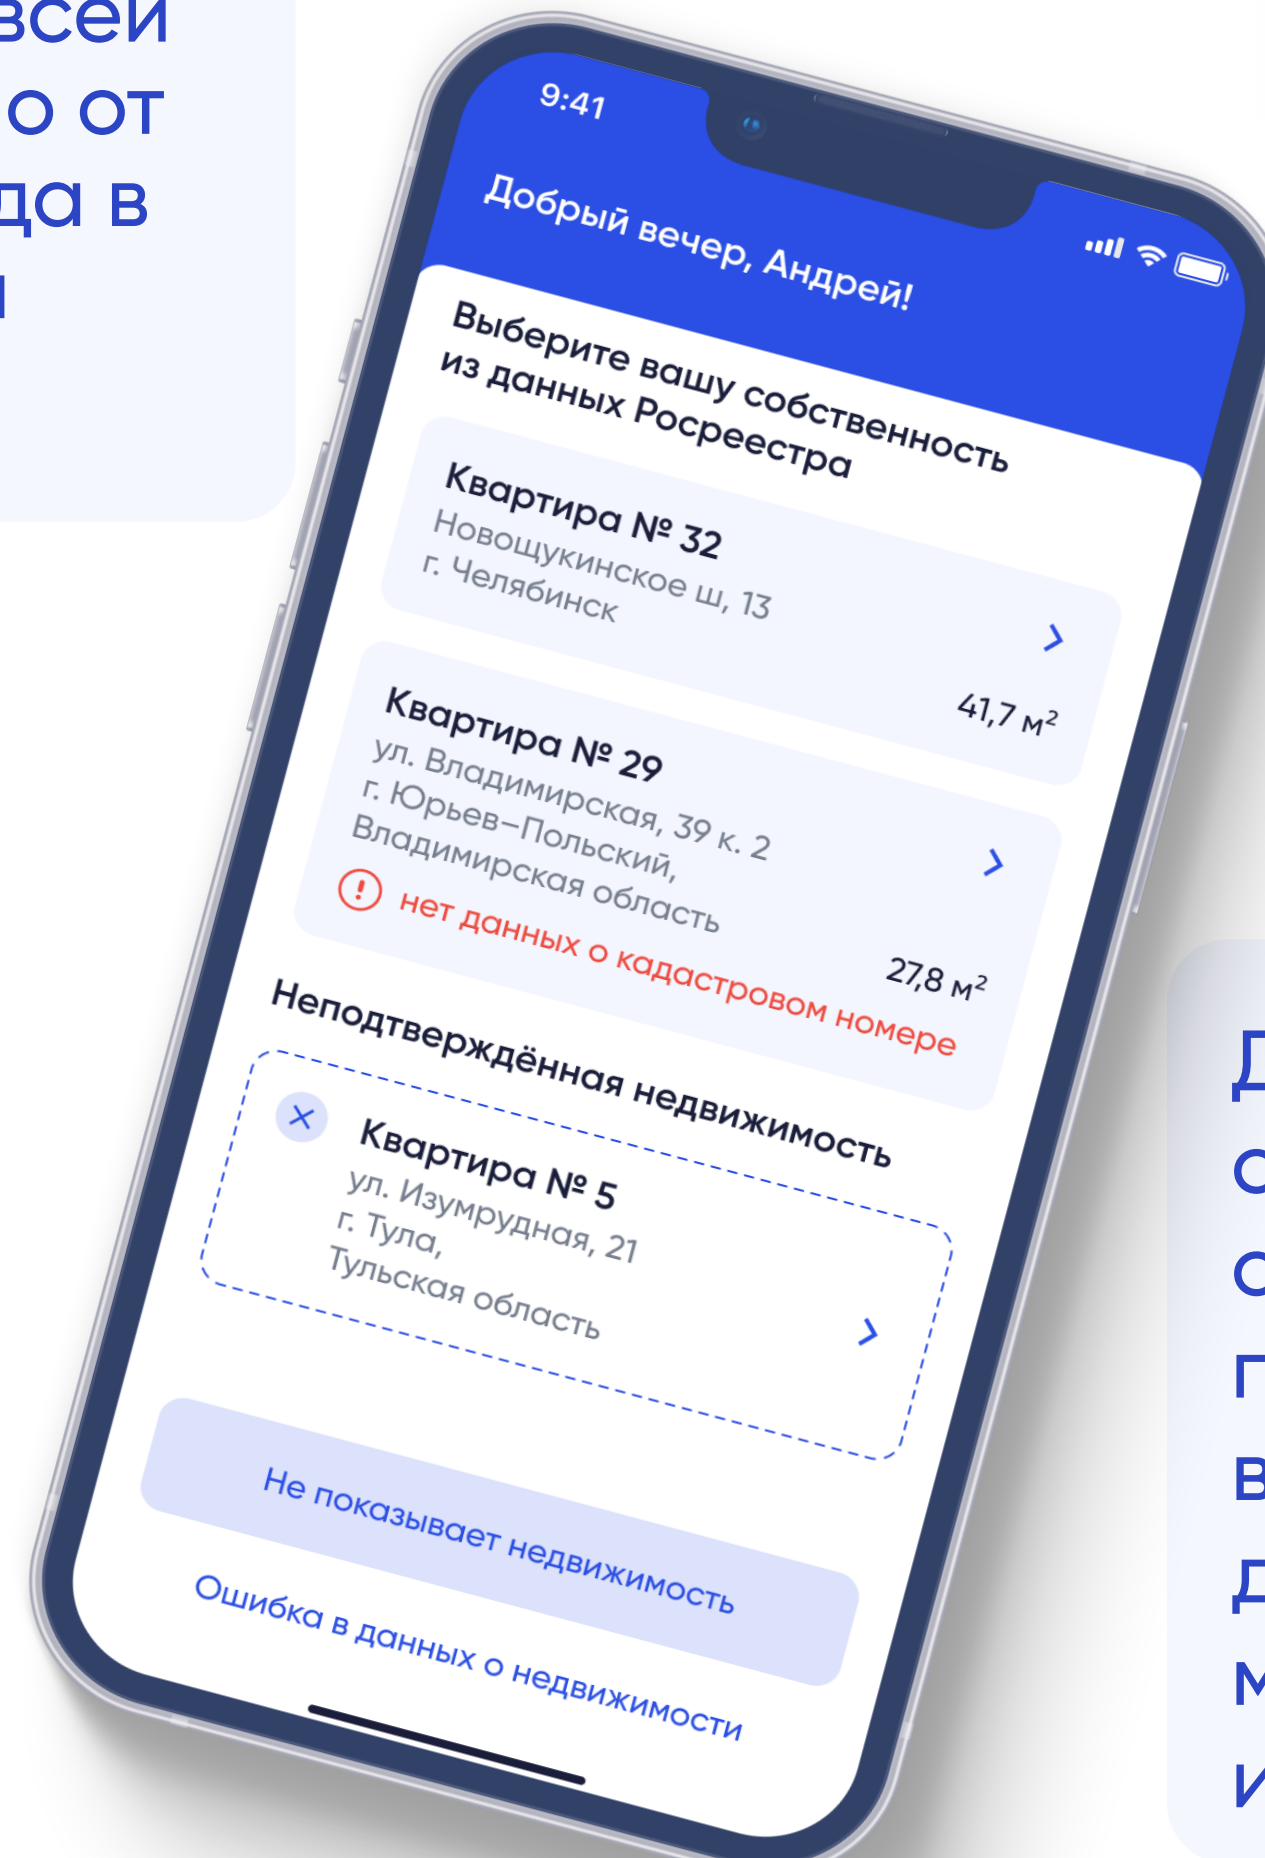 всей
о от
да в
9:41
Добрый вечер, Андрей!
Выберите вашу собственность
из данных Росреестра
Квартира № 32
Новощукинское ш, 13
г. Челябинск
41,7 м²
Квартира № 29
ул. Владимирская, 39 к. 2
г. Юрьев-Польский,
Владимирская область
27,8 м²
нет данных о кадастровом номере
Неподтверждённая недвижимость
Квартира № 5
ул. Изумрудная, 21
г. Тула,
Тульская область
Не показывает недвижимость
Ошибка в данных о недвижимости